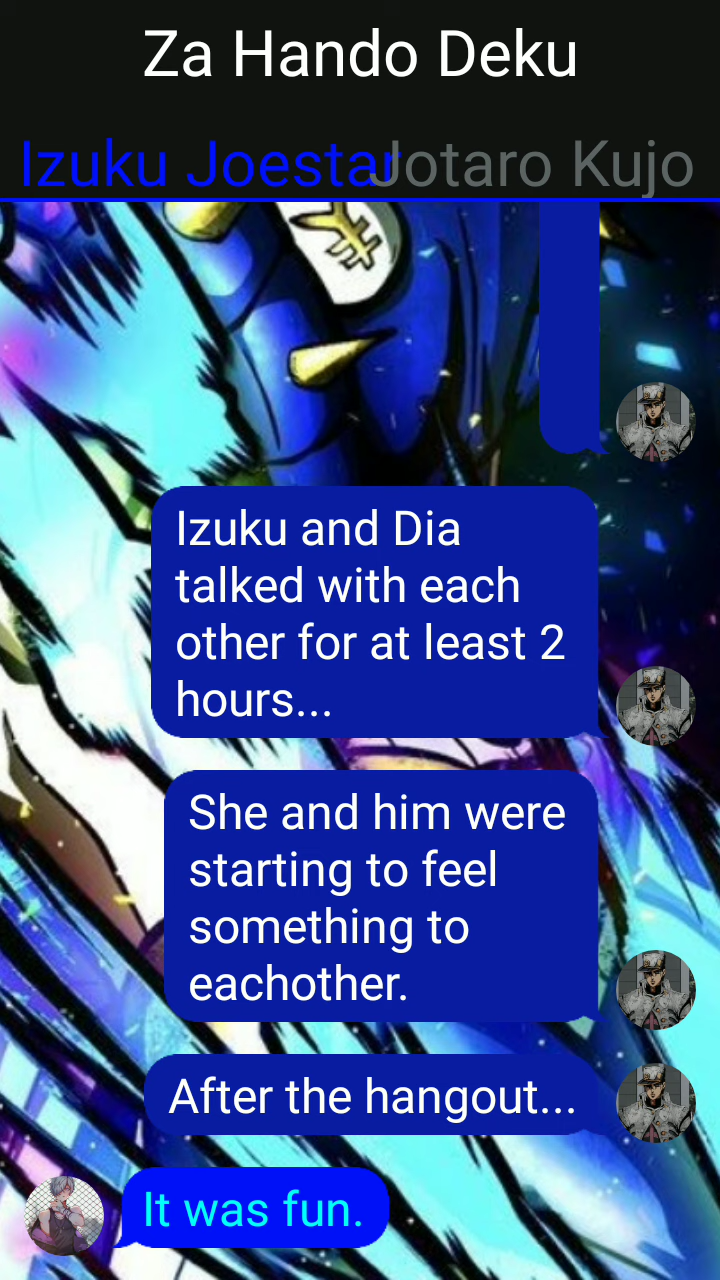 Za Hando Deku
Izuku Joestar Jotaro Kujo
Izuku and Dia
talked with each
other for at least 2
hours...
She and him were
starting to feel
something to
eachother.
After the hangout...
It was fun.